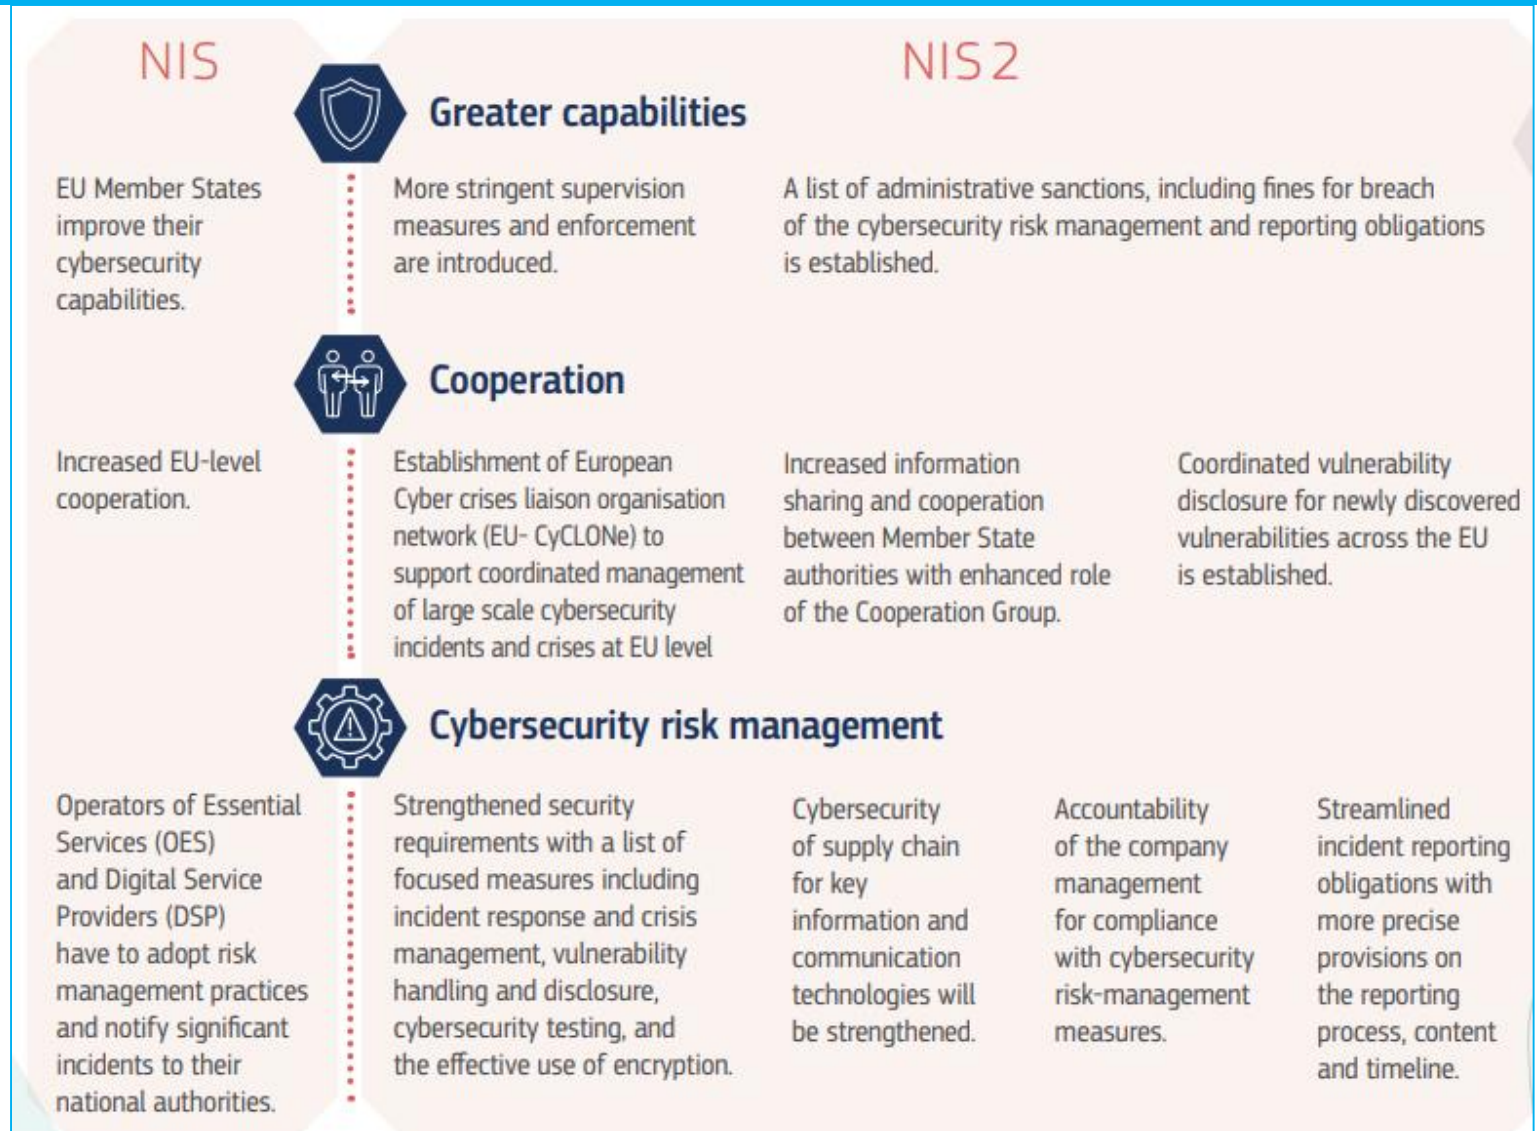 NIS
NIS 2
Greater capabilities
EU Member States
improve their
cybersecurity
capabilities.
More stringent supervision
measures and enforcement
are introduced.
A list of administrative sanctions, including fines for breach
of the cybersecurity risk management and reporting obligations
is established.
Cooperation
Increased EU-level
cooperation.
Establishment of European
Cyber crises liaison organisation
network (EU- CyCLONe) to
support coordinated management
of large scale cybersecurity
incidents and crises at EU level
Increased information
sharing and cooperation
between Member State
authorities with enhanced role
of the Cooperation Group.
Coordinated vulnerability
disclosure for newly discovered
vulnerabilities across the EU
is established.
Cybersecurity risk management
Operators of Essential
Services (OES)
and Digital Service
Providers (DSP)
have to adopt risk
management practices
and notify significant
incidents to their
national authorities.
Strengthened security
requirements with a list of
focused measures including
incident response and crisis
management, vulnerability
handling and disclosure,
cybersecurity testing, and
the effective use of encryption.
Cybersecurity
of supply chain
for key
information and
communication
technologies will
be strengthened.
Accountability
of the company
management
for compliance
with cybersecurity
risk-management
measures.
Streamlined
incident reporting
obligations with
more precise
provisions on
the reporting
process, content
and timeline.